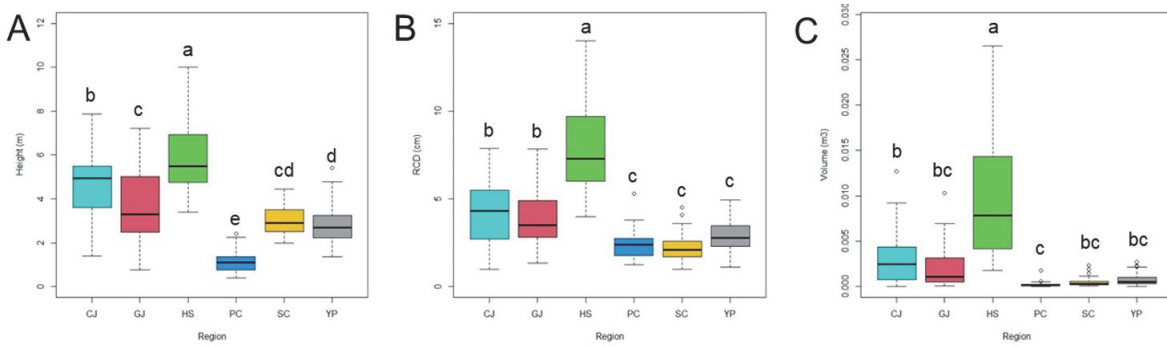 A
Height (m)
12
10
8
6
4
2
0
b
c
a
e
cd
d
CJ
GJ
HS
PC
SC
YP
Region
B
RCD (cm)
15
10
5
0
b
b
a
c
c
c
CJ
GJ
HS
PC
SC
YP
Region
C
Volume (m3)
0.030
0.025
0.020
0.015
0.010
0.005
0.000
b
bc
a
c
bc
bc
CJ
GJ
HS
PC
SC
YP
Region